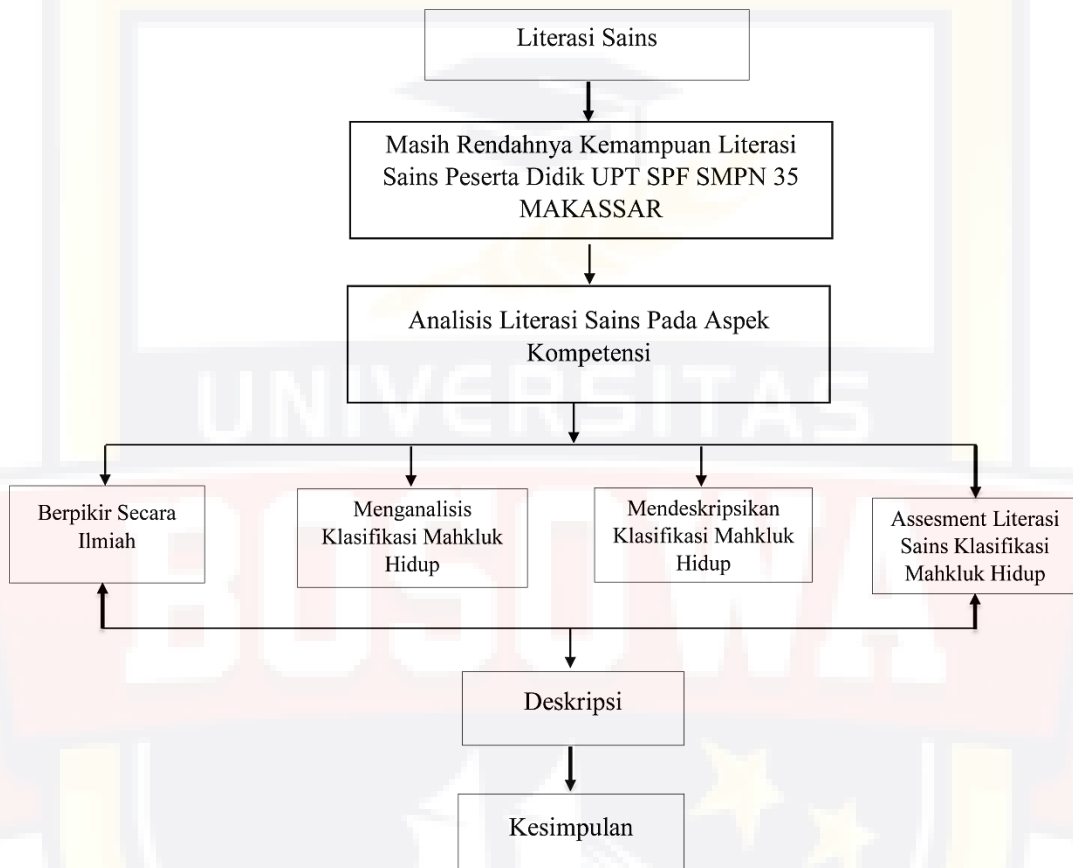 Literasi Sains
Masih Rendahnya Kemampuan Literasi
Sains Peserta Didik UPT SPF SMPN 35
MAKASSAR
Analisis Literasi Sains Pada Aspek
Kompetensi
UNIVERSITAS
Berpikir Secara
Ilmiah
Menganalisis
Klasifikasi Mahkluk
Hidup
Mendeskripsikan
Klasifikasi Mahkluk
Hidup
Assesment Literasi
Sains Klasifikasi
Mahkluk Hidup
BOSOWA
Deskripsi
Kesimpulan